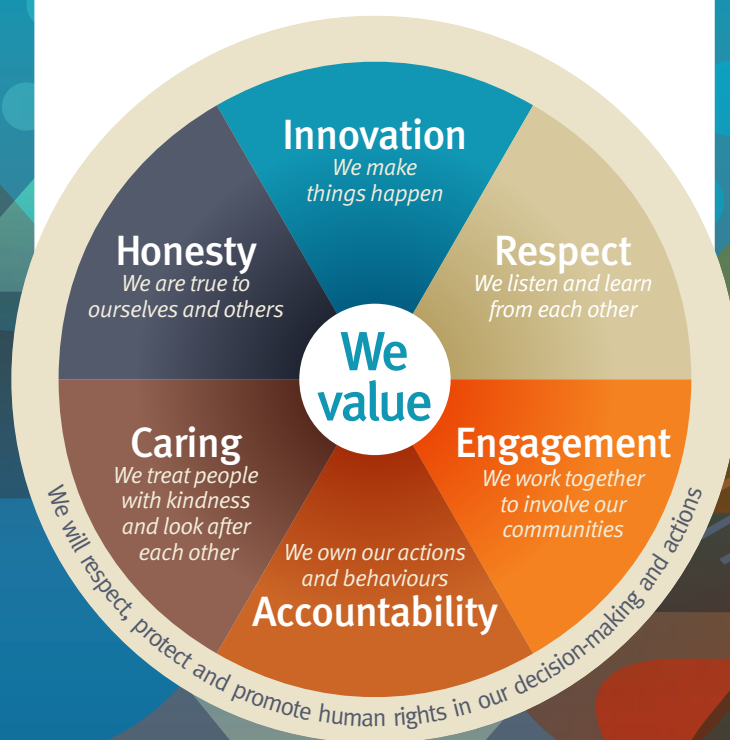 Innovation
We make
things happen
Respect
We listen and learn
from each other
Engagement
We work together
to involve our
communities
We own our actions
and behaviours
Accountability
Caring
We treat people
with kindness
and look after
each other
Honesty
We are true to
ourselves and others
We
value
We will respect, protect and promote human rights in our decision-making and actions